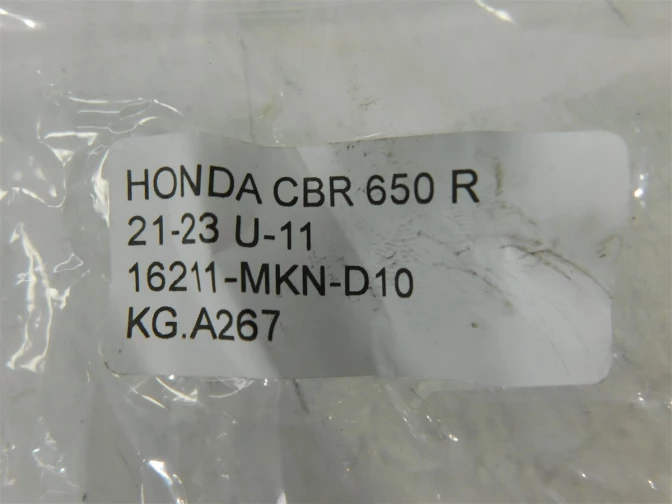 HONDA CBR 650 R
21-23 U-11
16211-MKN-D10
KG.A267